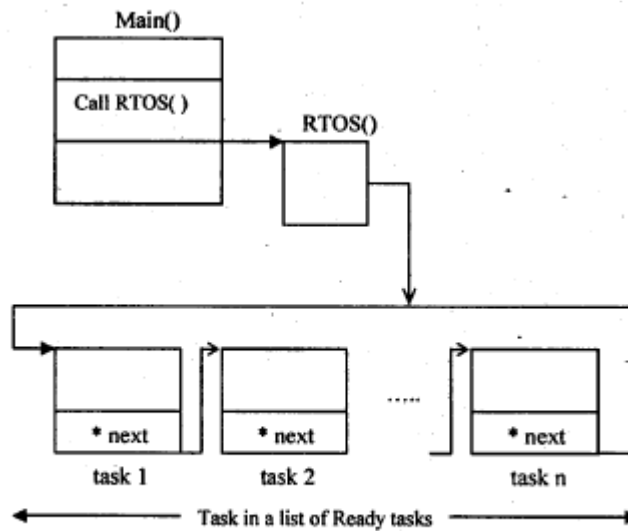 Main()
Call RTOS( )
RTOS()
* next
* next
.....
* next
task 1
task 2
task n
Task in a list of Ready tasks